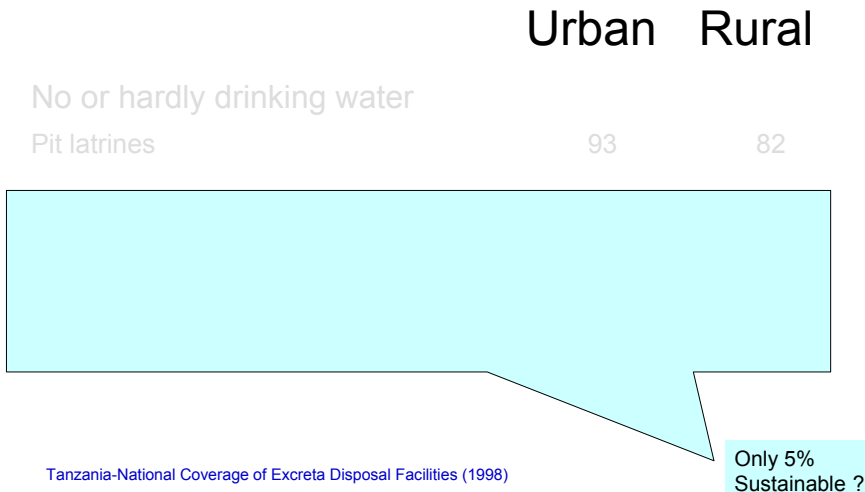 Urban Rural
No or hardly drinking water
Pit latrines 93 82
Tanzania-National Coverage of Excreta Disposal Facilities (1998)
Only 5%
Sustainable ?